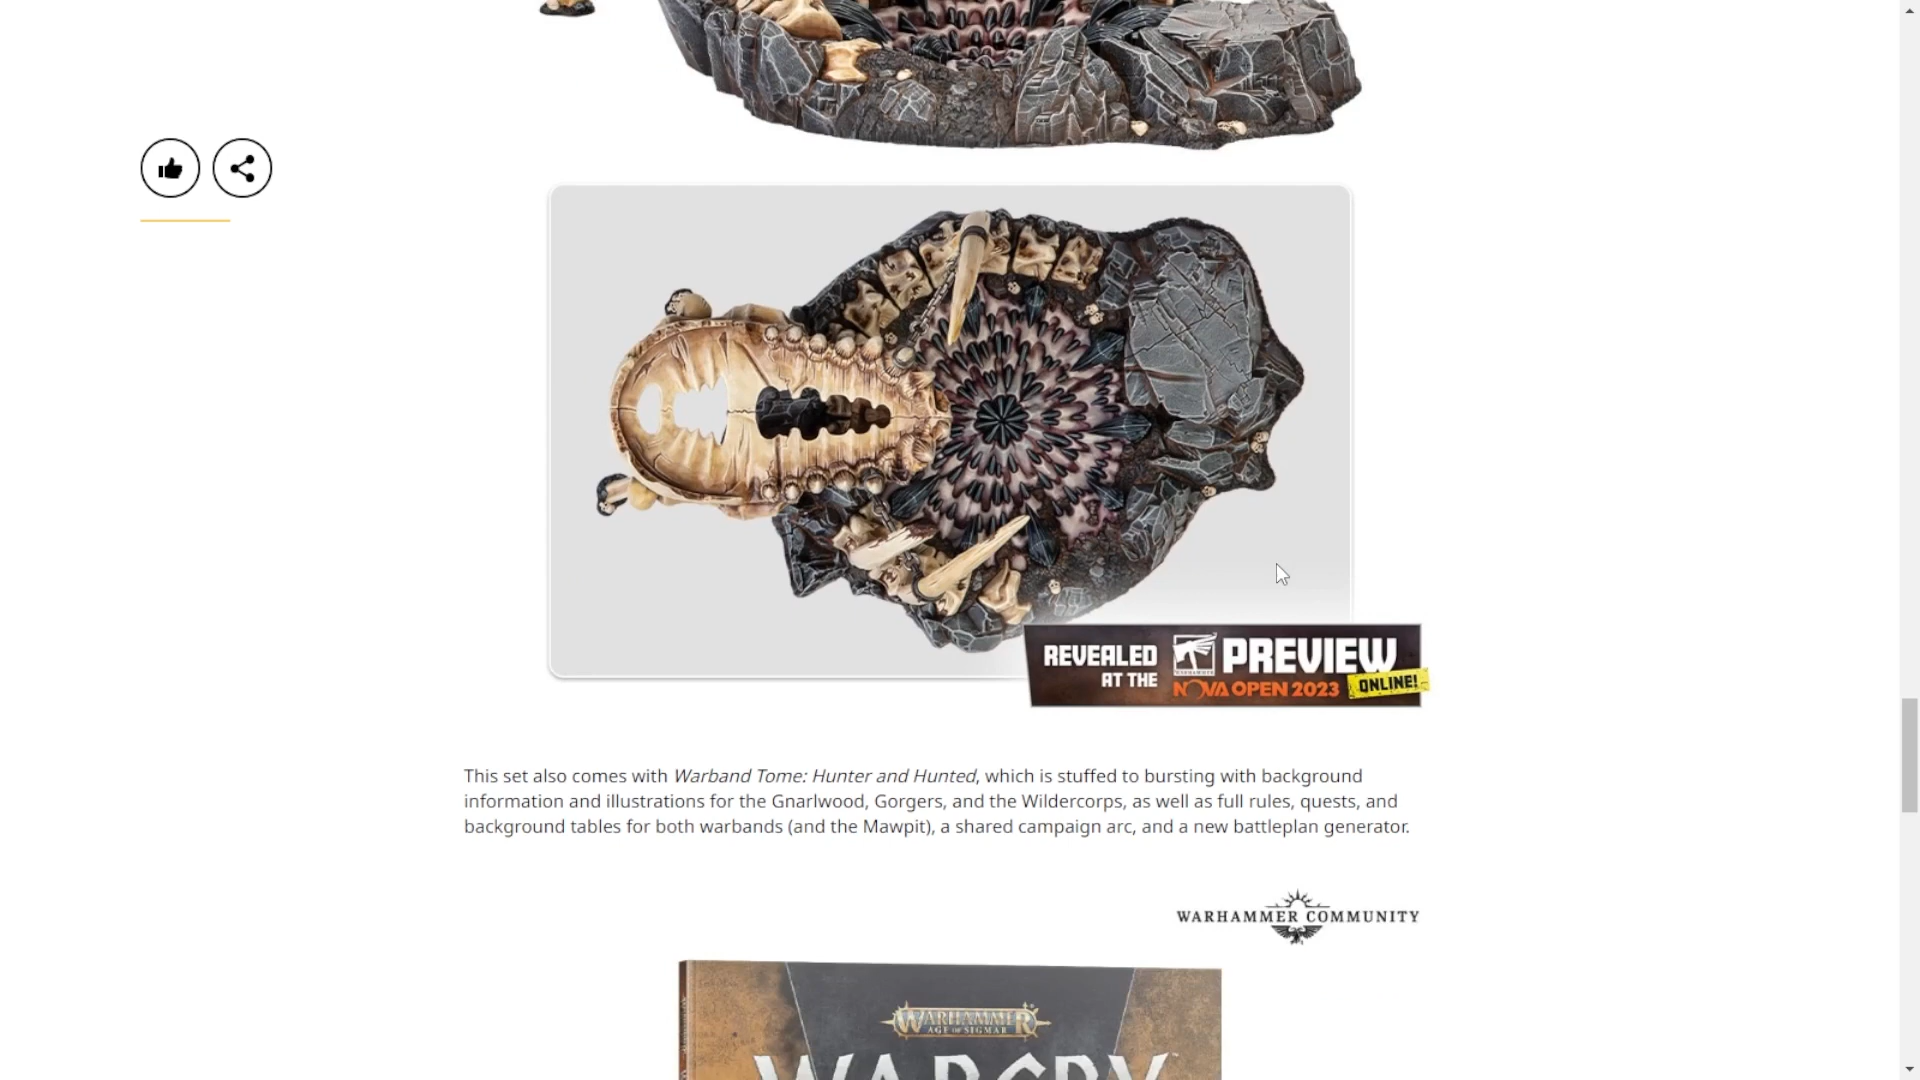 REVEALED AT THE
WARHAMMER
PREVIEW
NOVA OPEN 2023
ONLINE!
This set also comes with Warband Tome: Hunter and Hunted, which is stuffed to bursting with background
information and illustrations for the Gnarlwood, Gorgers, and the Wildercorps, as well as full rules, quests, and
background tables for both warbands (and the Mawpit), a shared campaign arc, and a new battleplan generator.
WARHAMMER COMMUNITY
WARHAMMER
AGE OF SIGMAR
WARCRY